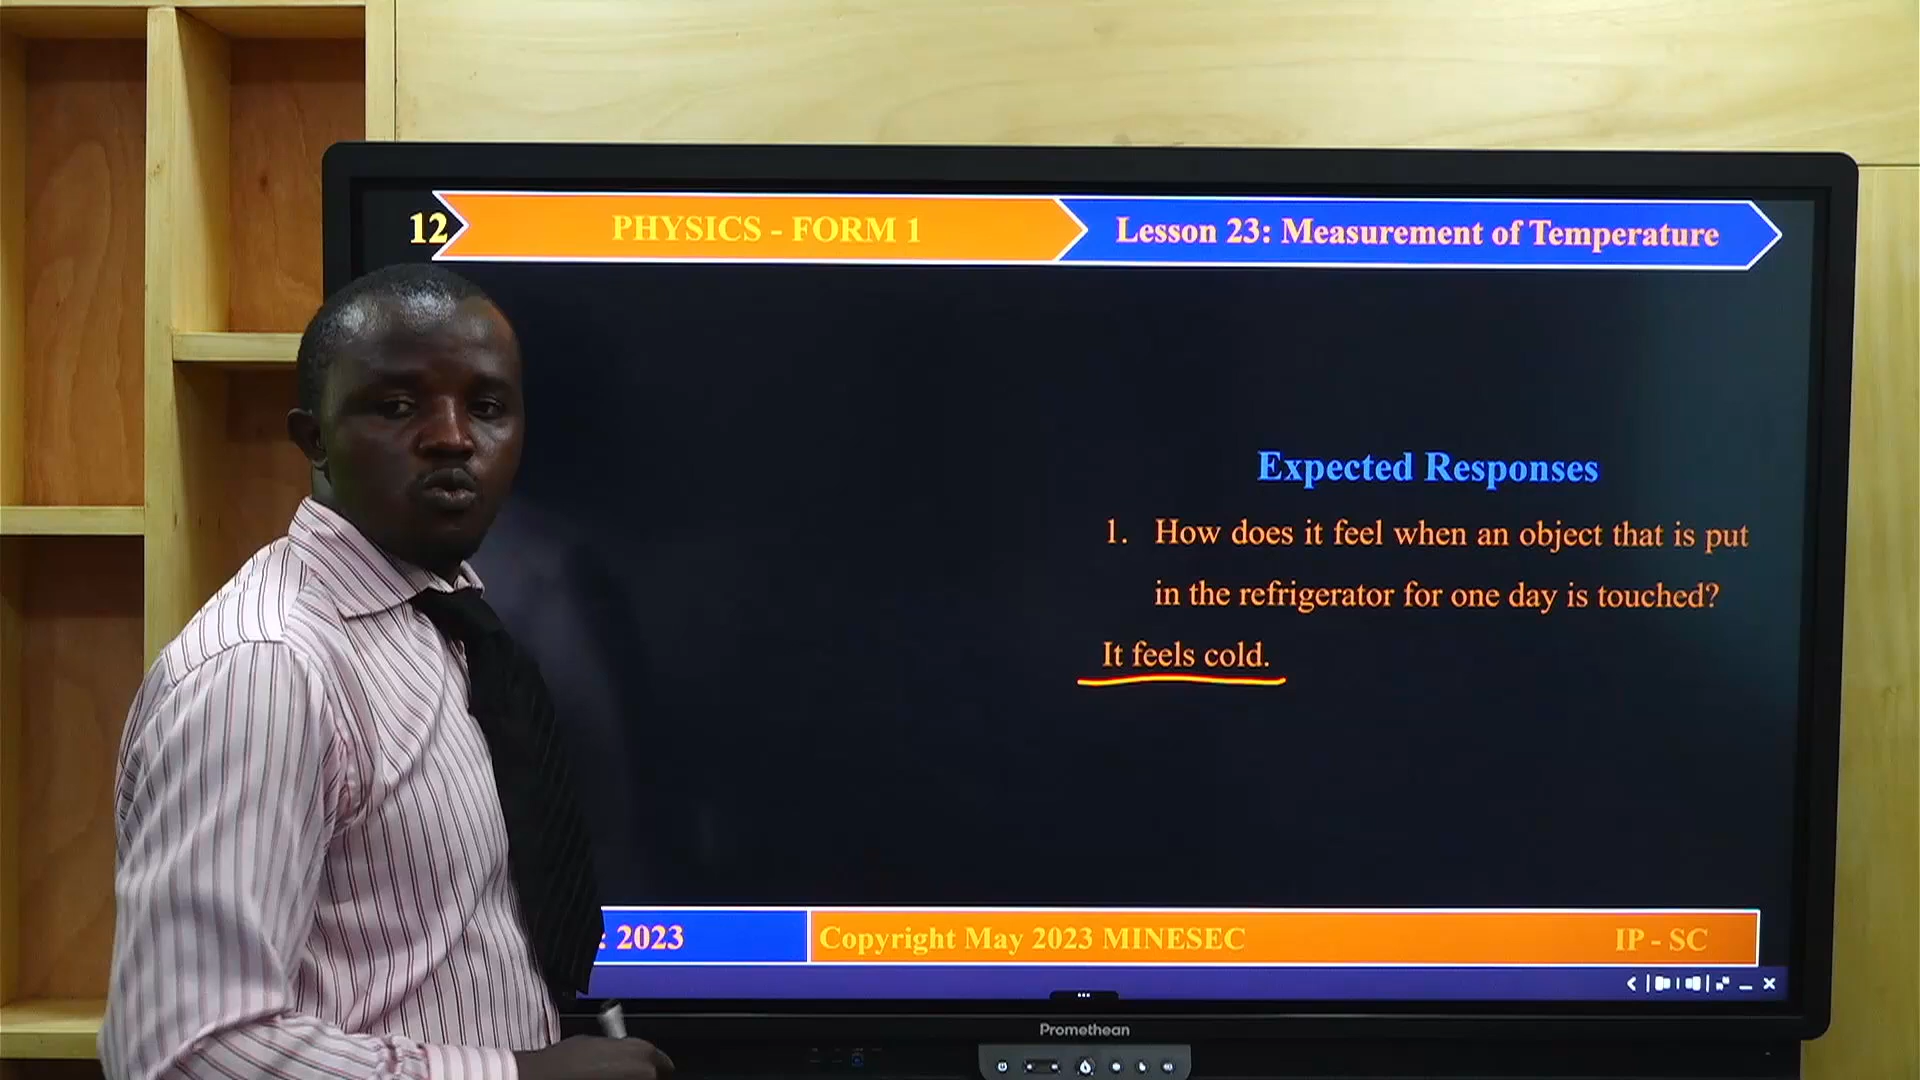 12
PHYSICS - FORM 1
Lesson 23: Measurement of Temperature
Expected Responses
1. How does it feel when an object that is put
in the refrigerator for one day is touched?
It feels cold.
: 2023
Copyright May 2023 MINESEC
IP - SC
Promethean